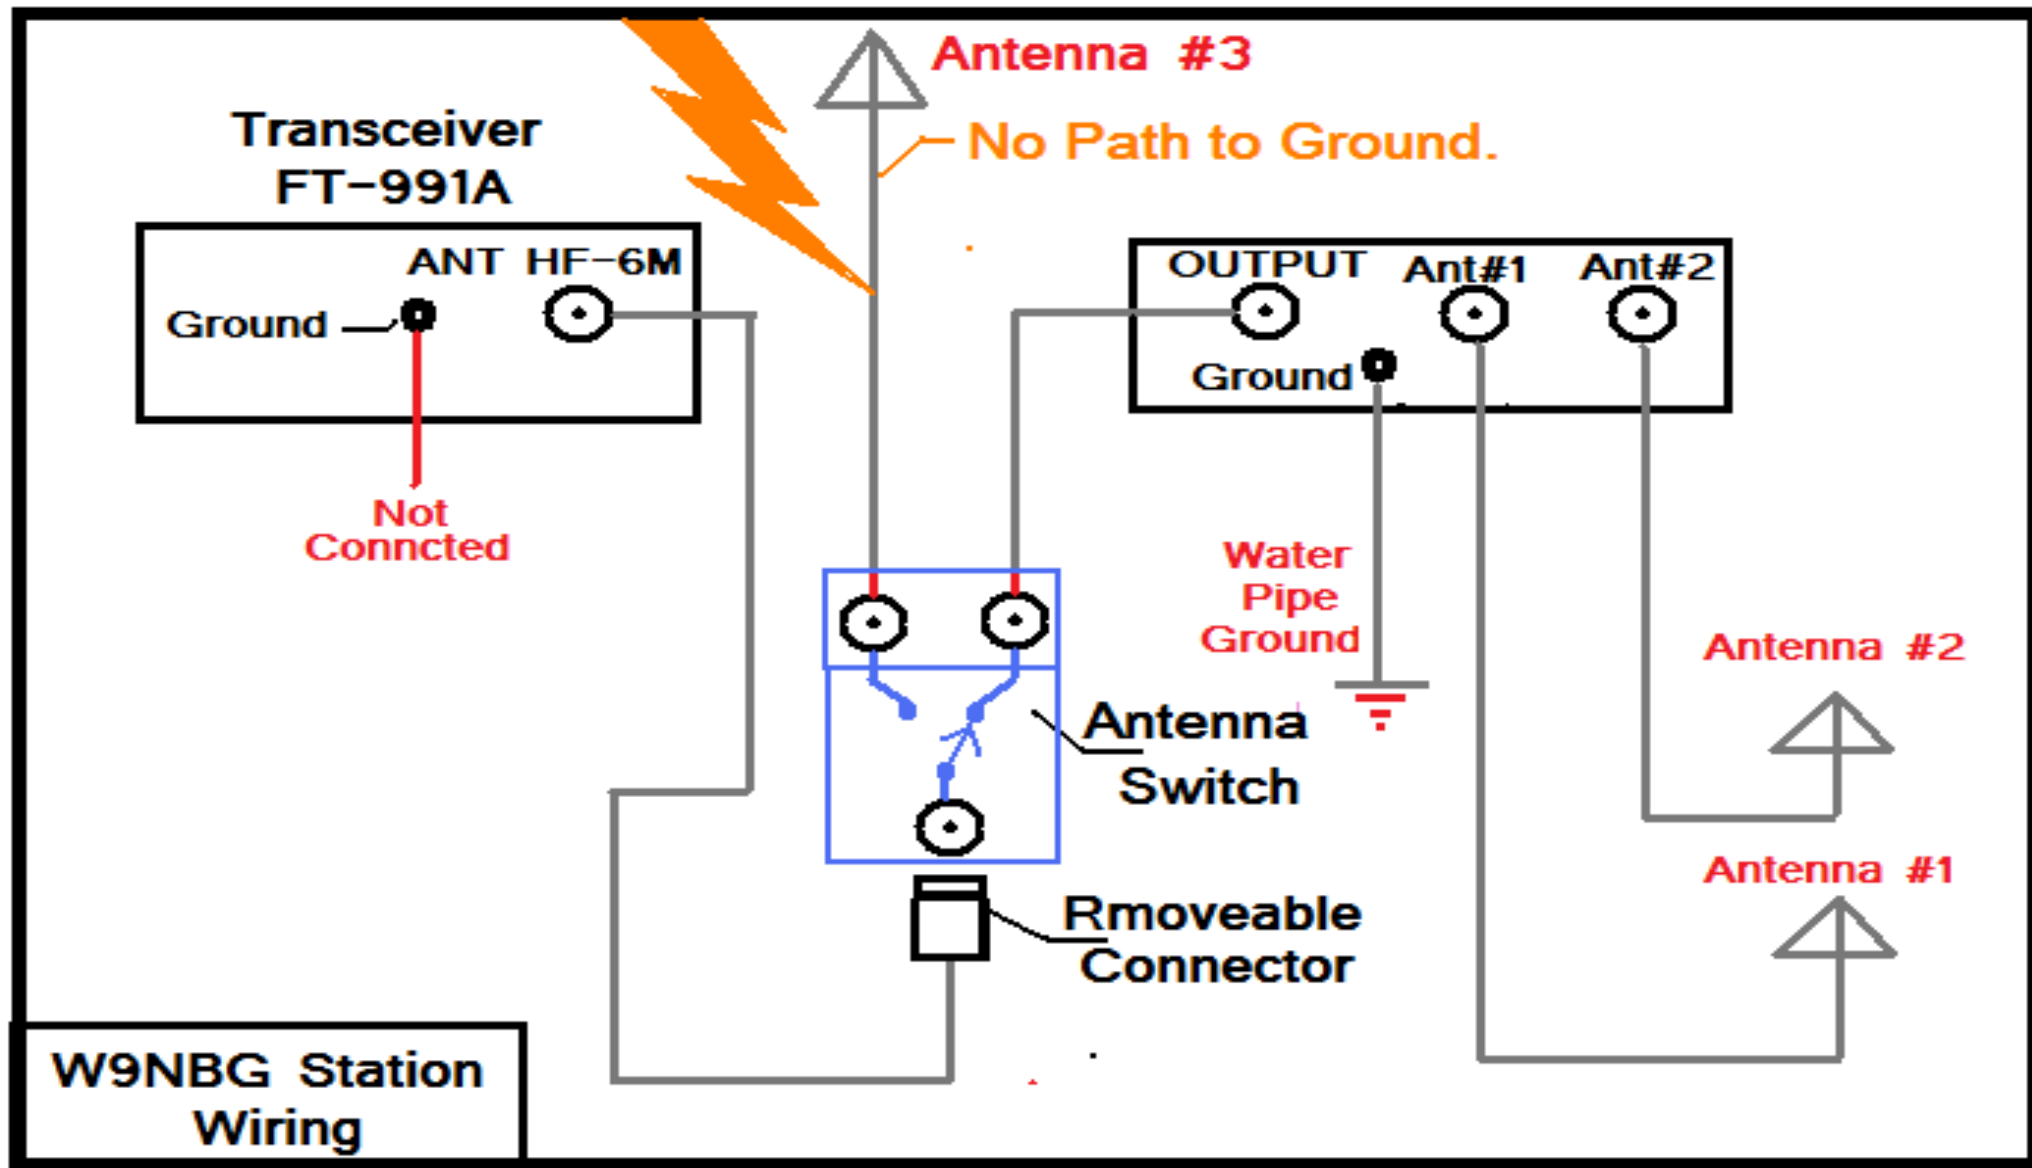 Antenna #3
No Path to Ground.
Transceiver
FT-991A
ANT HF-6M
Ground
Not
Conncted
OUTPUT
Ant#1
Ant#2
Ground
Water
Pipe
Ground
Antenna #2
Antenna
Switch
Antenna #1
Rmoveable
Connector
W9NBG Station
Wiring